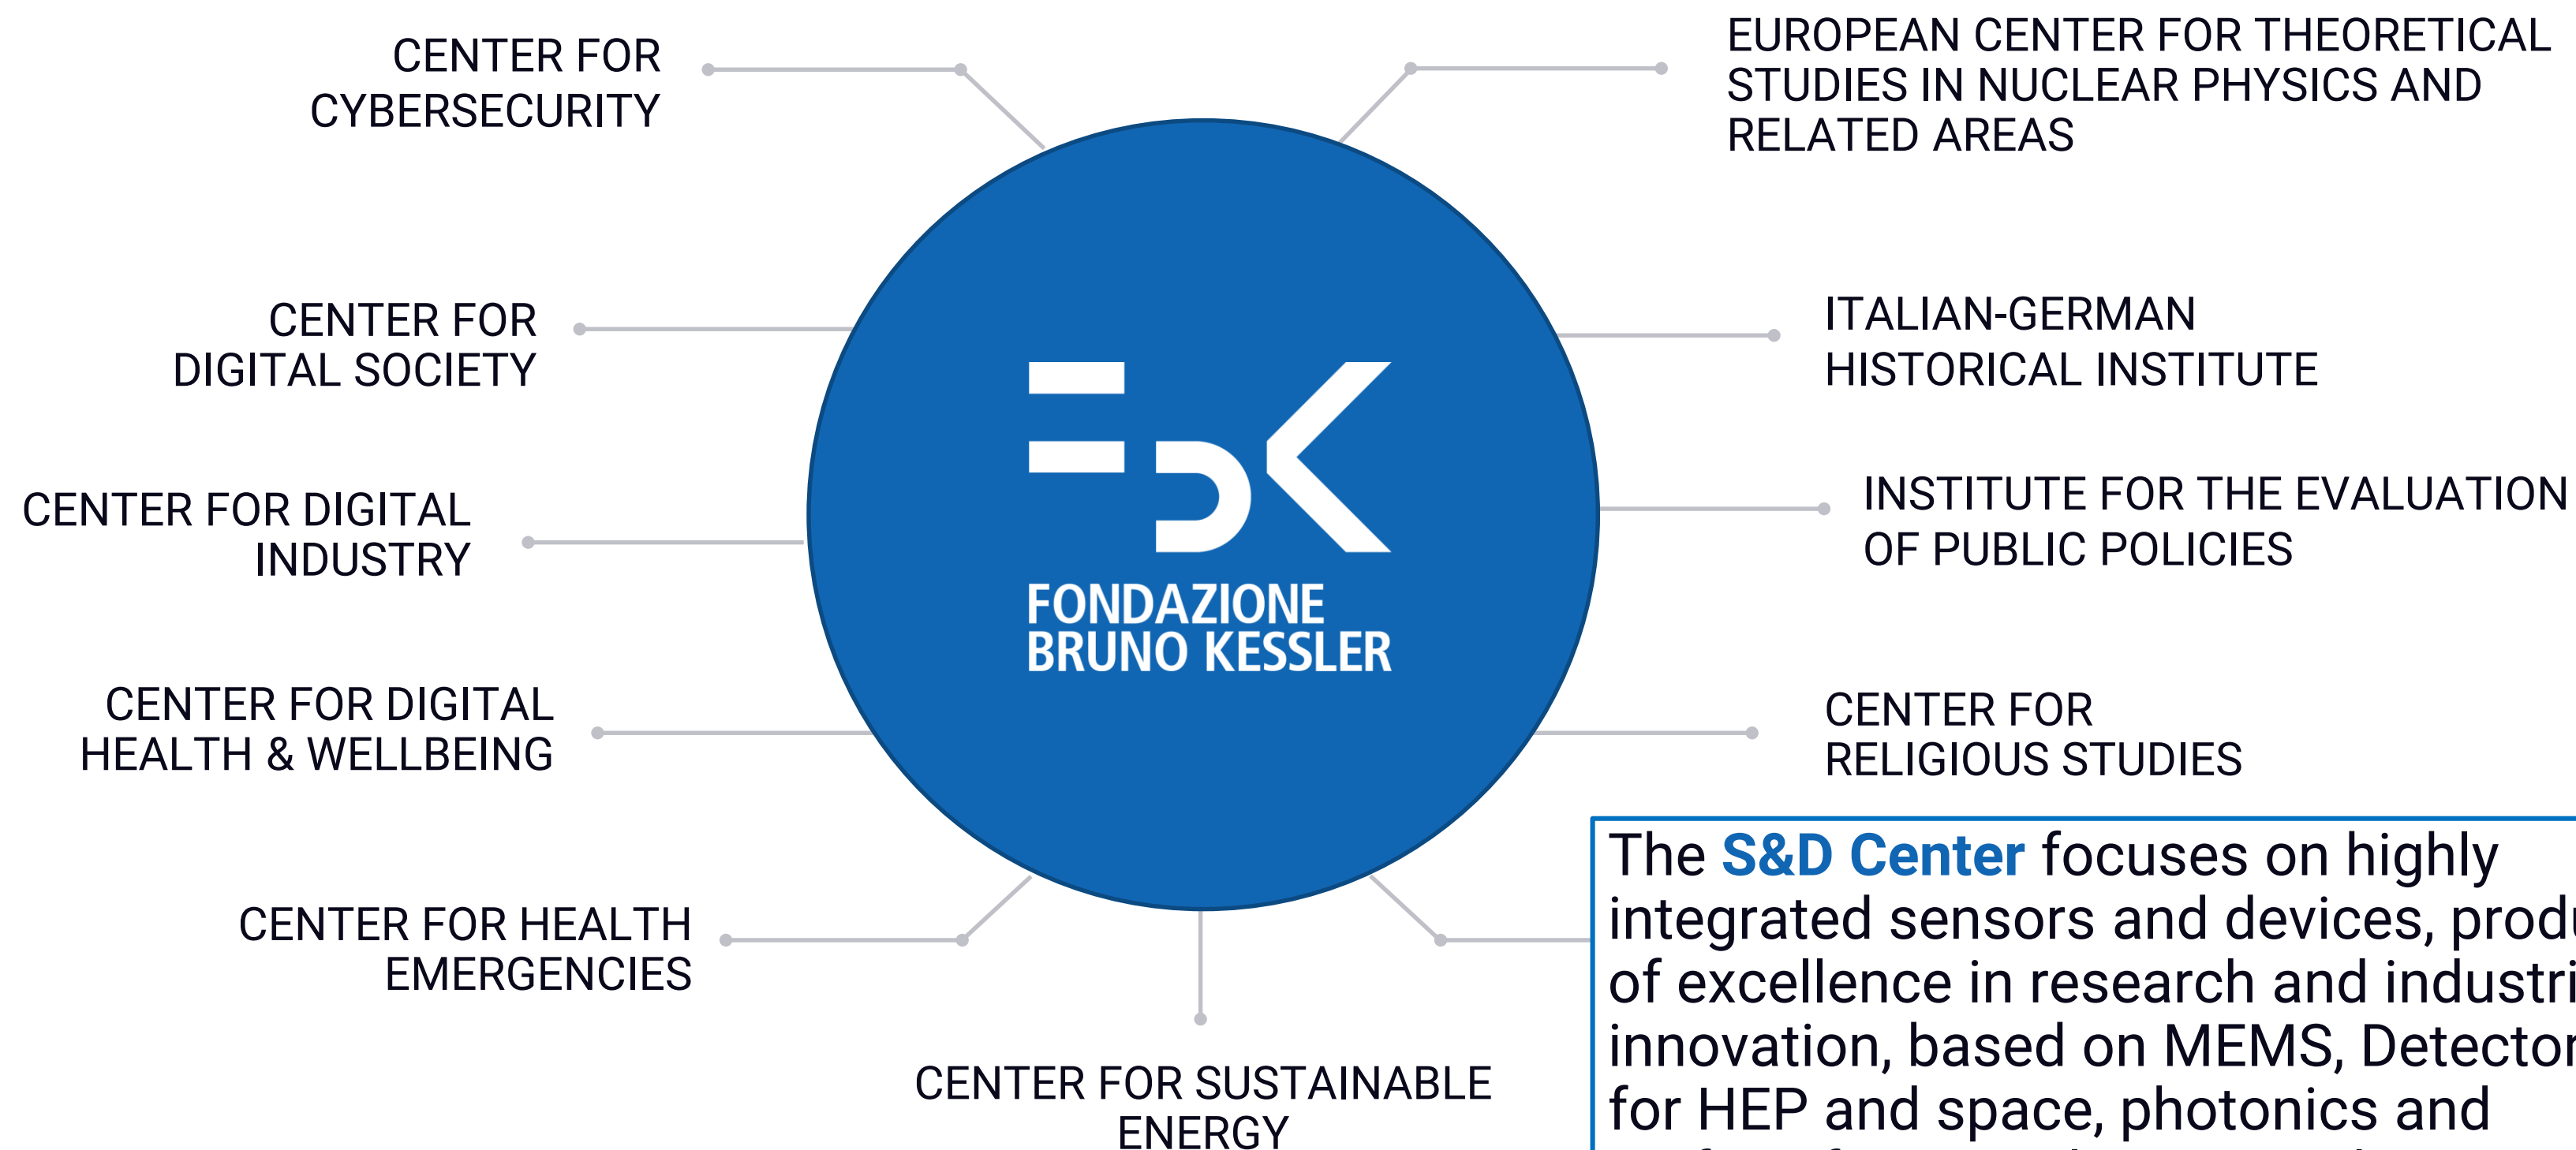 CENTER FOR
CYBERSECURITY
EUROPEAN CENTER FOR THEORETICAL
STUDIES IN NUCLEAR PHYSICS AND
RELATED AREAS
CENTER FOR
DIGITAL SOCIETY
ITALIAN-GERMAN
HISTORICAL INSTITUTE
CENTER FOR DIGITAL
INDUSTRY
FbK
FONDAZIONE
BRUNO KESSLER
INSTITUTE FOR THE EVALUATION
OF PUBLIC POLICIES
CENTER FOR DIGITAL
HEALTH & WELLBEING
CENTER FOR
RELIGIOUS STUDIES
CENTER FOR HEALTH
EMERGENCIES
CENTER FOR SUSTAINABLE
ENERGY
The S&D Center focuses on highly
integrated sensors and devices,
of excellence in research and
innovation, based on MEMS,
for HEP and space, photonics and